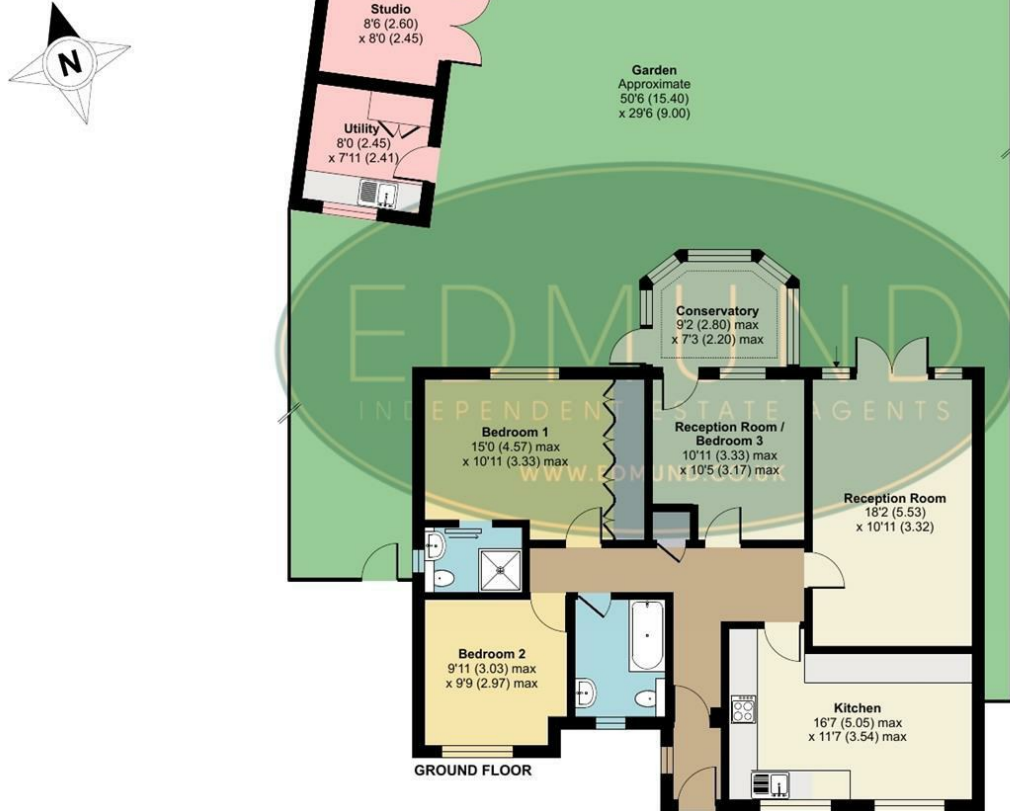 Studio
8'6 (2.60)
x 8'0 (2.45)
N
Garden
Approximate
50'6 (15.40)
x 29'6 (9.00)
Utility
8'0 (2.45)
x 7'11 (2.41)
EDMUND
INDEPENDENT ESTATE AGENTS
WWW.EDMUND.CO.UK
Conservatory
9'2 (2.80) max
x 7'3 (2.20) max
Bedroom 1
15'0 (4.57) max
x 10'11 (3.33) max
Reception Room /
Bedroom 3
10'11 (3.33) max
x 10'5 (3.17) max
Reception Room
18'2 (5.53)
x 10'11 (3.32)
Bedroom 2
9'11 (3.03) max
x 9'9 (2.97) max
Kitchen
16'7 (5.05) max
x 11'7 (3.54) max
GROUND FLOOR